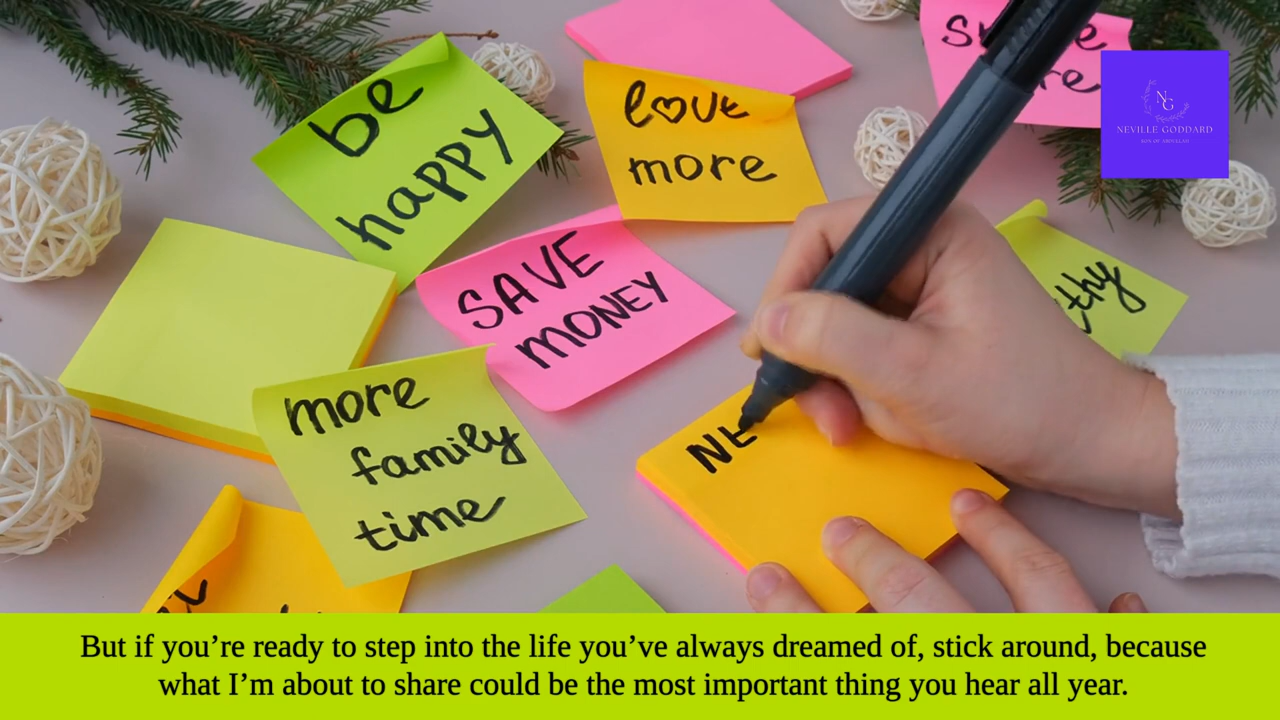 be
happy
love
more
SAVE
MONEY
more
family
time
NE
NG
NEVILLE GODDARD
But if you're ready to step into the life you've always dreamed of, stick around, because
what I'm about to share could be the most important thing you hear all year.